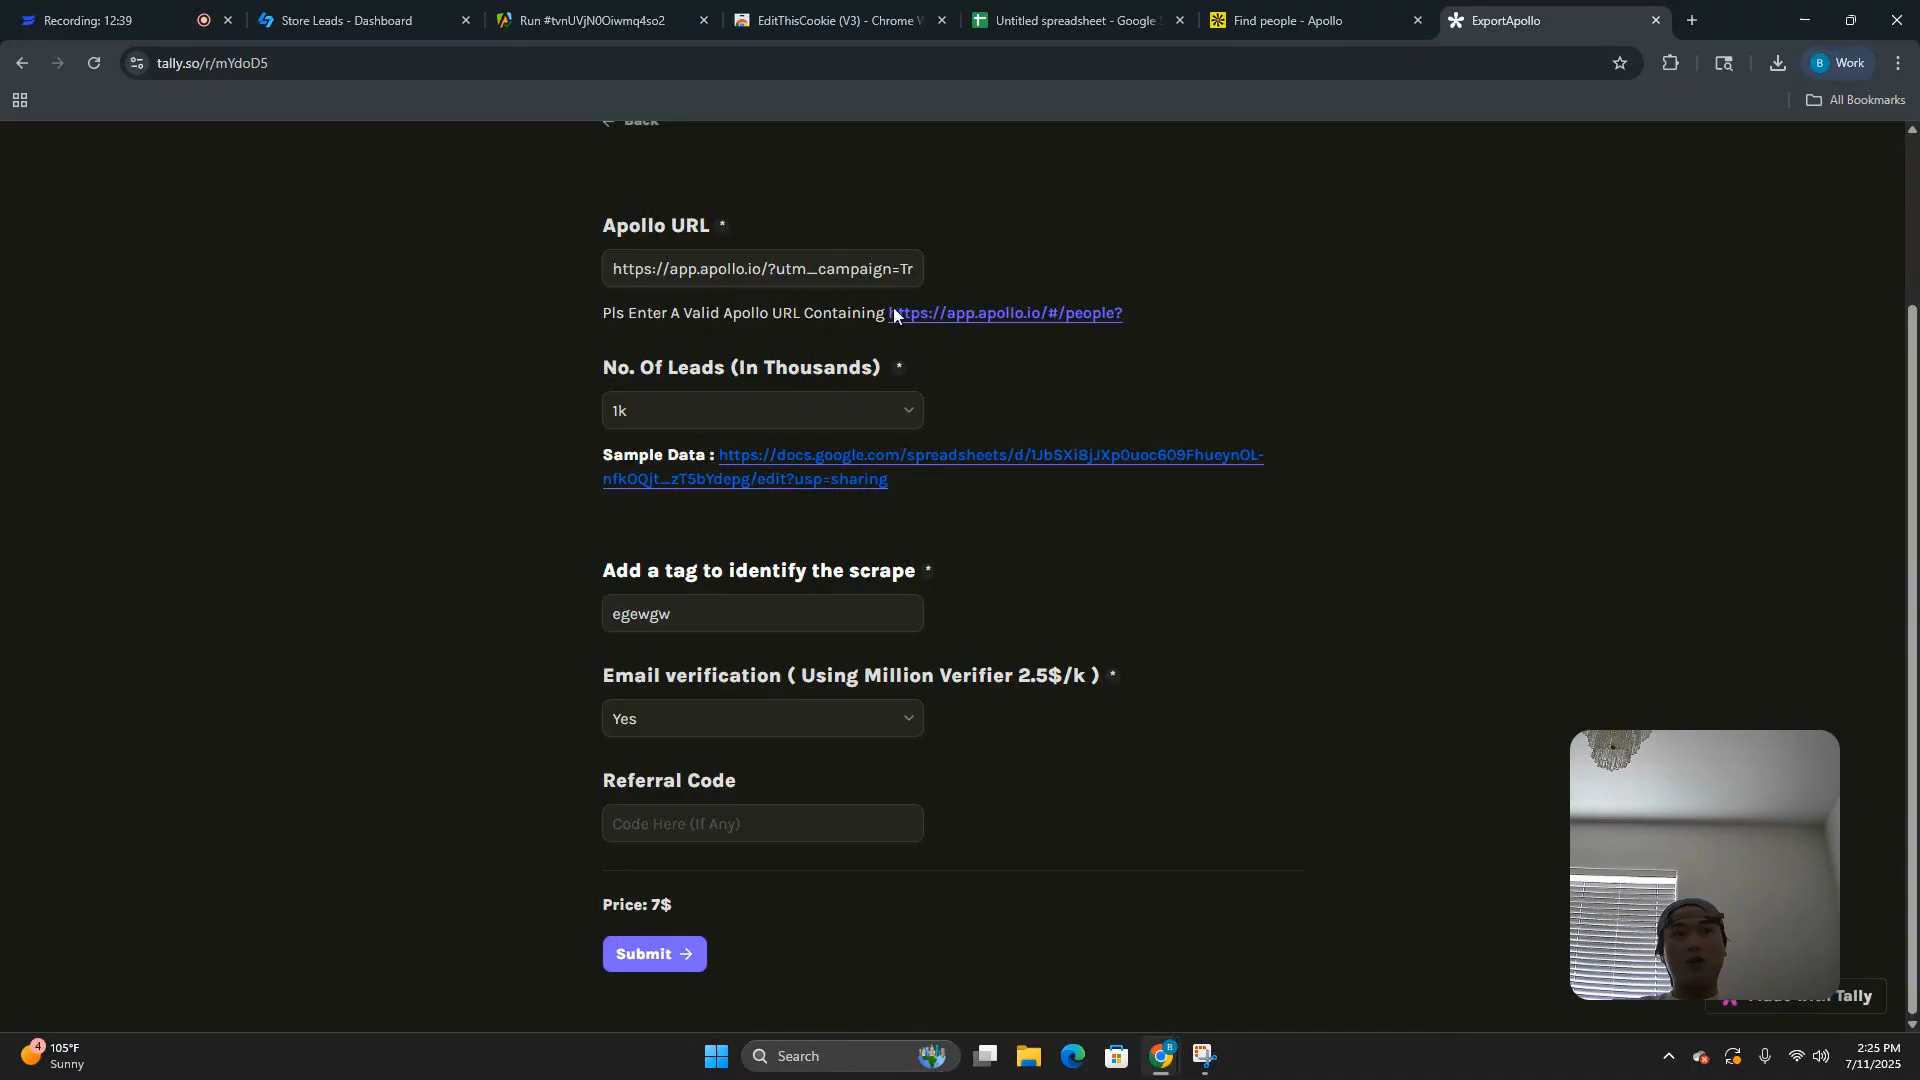 Recording: 12:39
Store Leads - Dashboard
Run #tvnUVjN0Oiwmq4so2
EditThisCookie (V3) - Chrome
Untitled spreadsheet - Google
Find people - Apollo
ExportApollo
tally.so/r/mYdoD5
B Work
All Bookmarks
Back
Apollo URL *
https://app.apollo.io/?utm_campaign=Tr
Pls Enter A Valid Apollo URL Containing https://app.apollo.io/#/people?
No. Of Leads (In Thousands) *
1k
Sample Data : https://docs.google.com/spreadsheets/d/1JbSXi8jJXp0uoc609FhueynOL-
nfkOQjt_zT5bYdepg/edit?usp=sharing
Add a tag to identify the scrape *
egewgw
Email verification ( Using Million Verifier 2.5$/k ) *
Yes
Referral Code
Code Here (If Any)
Price: 7$
Submit →
Tally
4
105°F
Sunny
Search
B
2:25 PM
7/11/2025